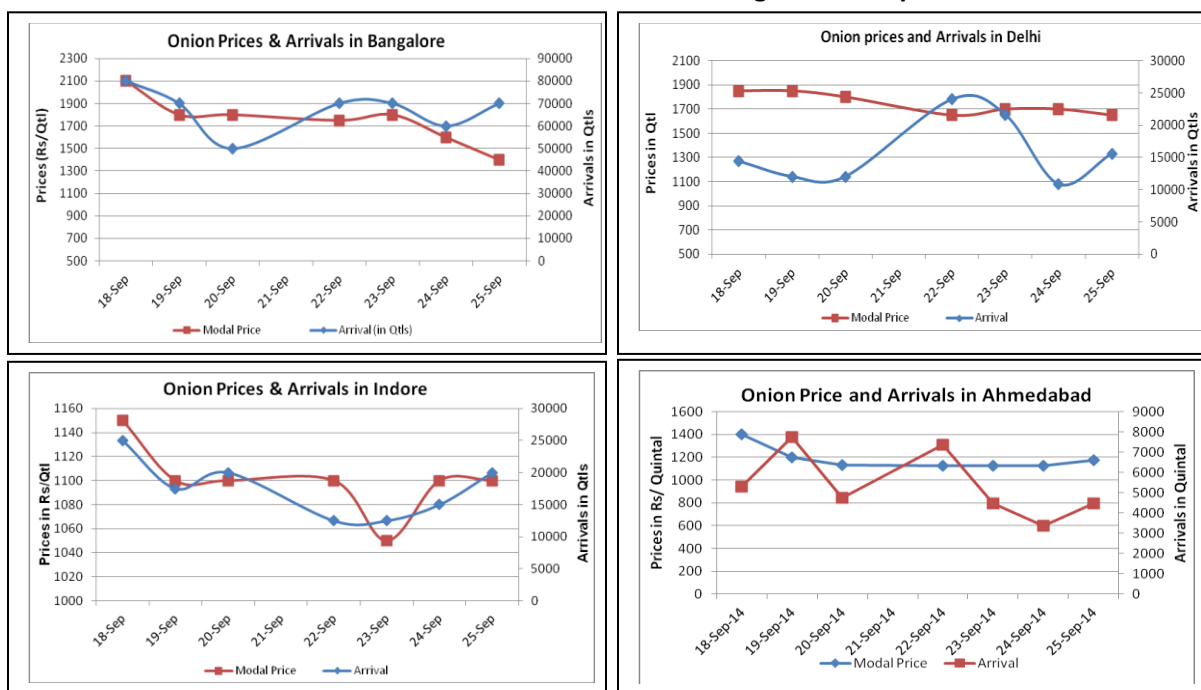 Onion Prices & Arrivals in Bangalore
Prices (Rs/Qtl)
2300
2100
1900
1700
1500
1300
1100
900
700
500
90000
80000
70000
60000
50000
40000
30000
20000
10000
0
Arrivals in Qtls
18-Sep
19-Sep
20-Sep
21-Sep
22-Sep
23-Sep
24-Sep
25-Sep
Modal Price
Arrival (in Qtls)
Onion prices and Arrivals in Delhi
Prices in Qtl
2100
1900
1700
1500
1300
1100
900
700
500
30000
25000
20000
15000
10000
5000
0
Arrivals in Qtls
18-Sep
19-Sep
20-Sep
21-Sep
22-Sep
23-Sep
24-Sep
25-Sep
Modal Price
Arrival
Onion Prices & Arrivals in Indore
Prices in Rs/Qtl
1160
1140
1120
1100
1080
1060
1040
1020
1000
30000
25000
20000
15000
10000
5000
0
Arrivals in Qtls
18-Sep
19-Sep
20-Sep
21-Sep
22-Sep
23-Sep
24-Sep
25-Sep
Modal Price
Arrival
Onion Price and Arrivals in Ahmedabad
Prices in Rs/ Quintal
1600
1400
1200
1000
800
600
400
200
0
9000
8000
7000
6000
5000
4000
3000
2000
1000
0
Arrivals in Quintal
18-Sep-14
19-Sep-14
20-Sep-14
21-Sep-14
22-Sep-14
23-Sep-14
24-Sep-14
25-Sep-14
Modal Price
Arrival